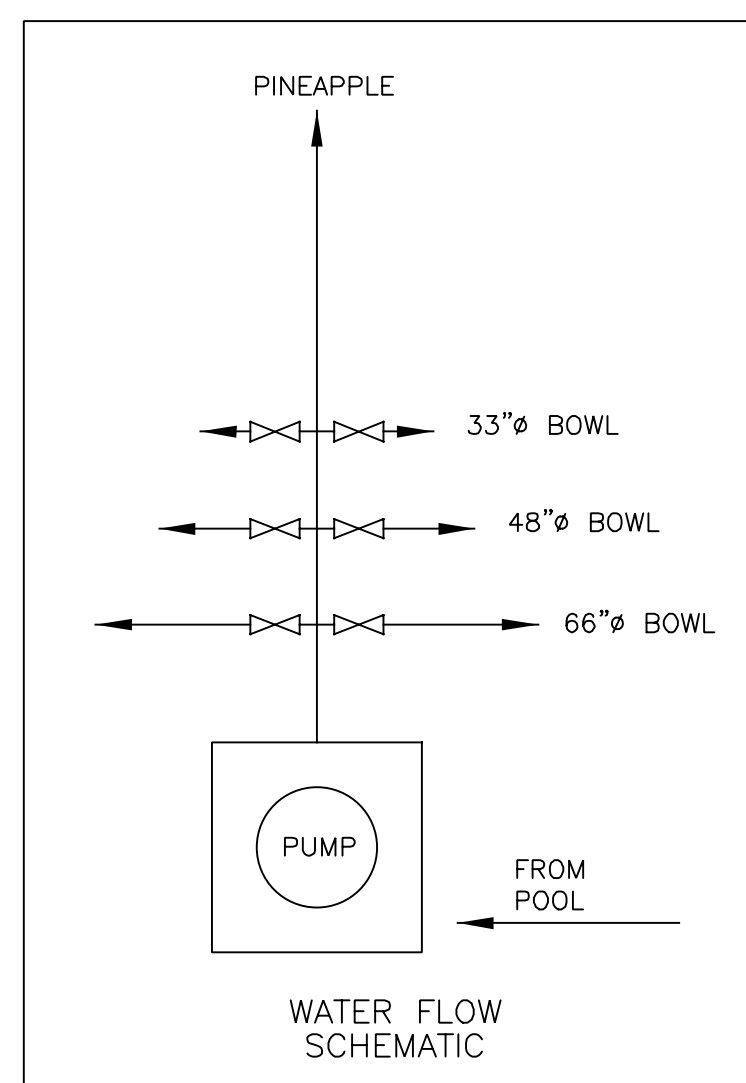 PINEAPPLE
33"ø BOWL
48"ø BOWL
66"ø BOWL
PUMP
FROM
POOL
WATER FLOW
SCHEMATIC